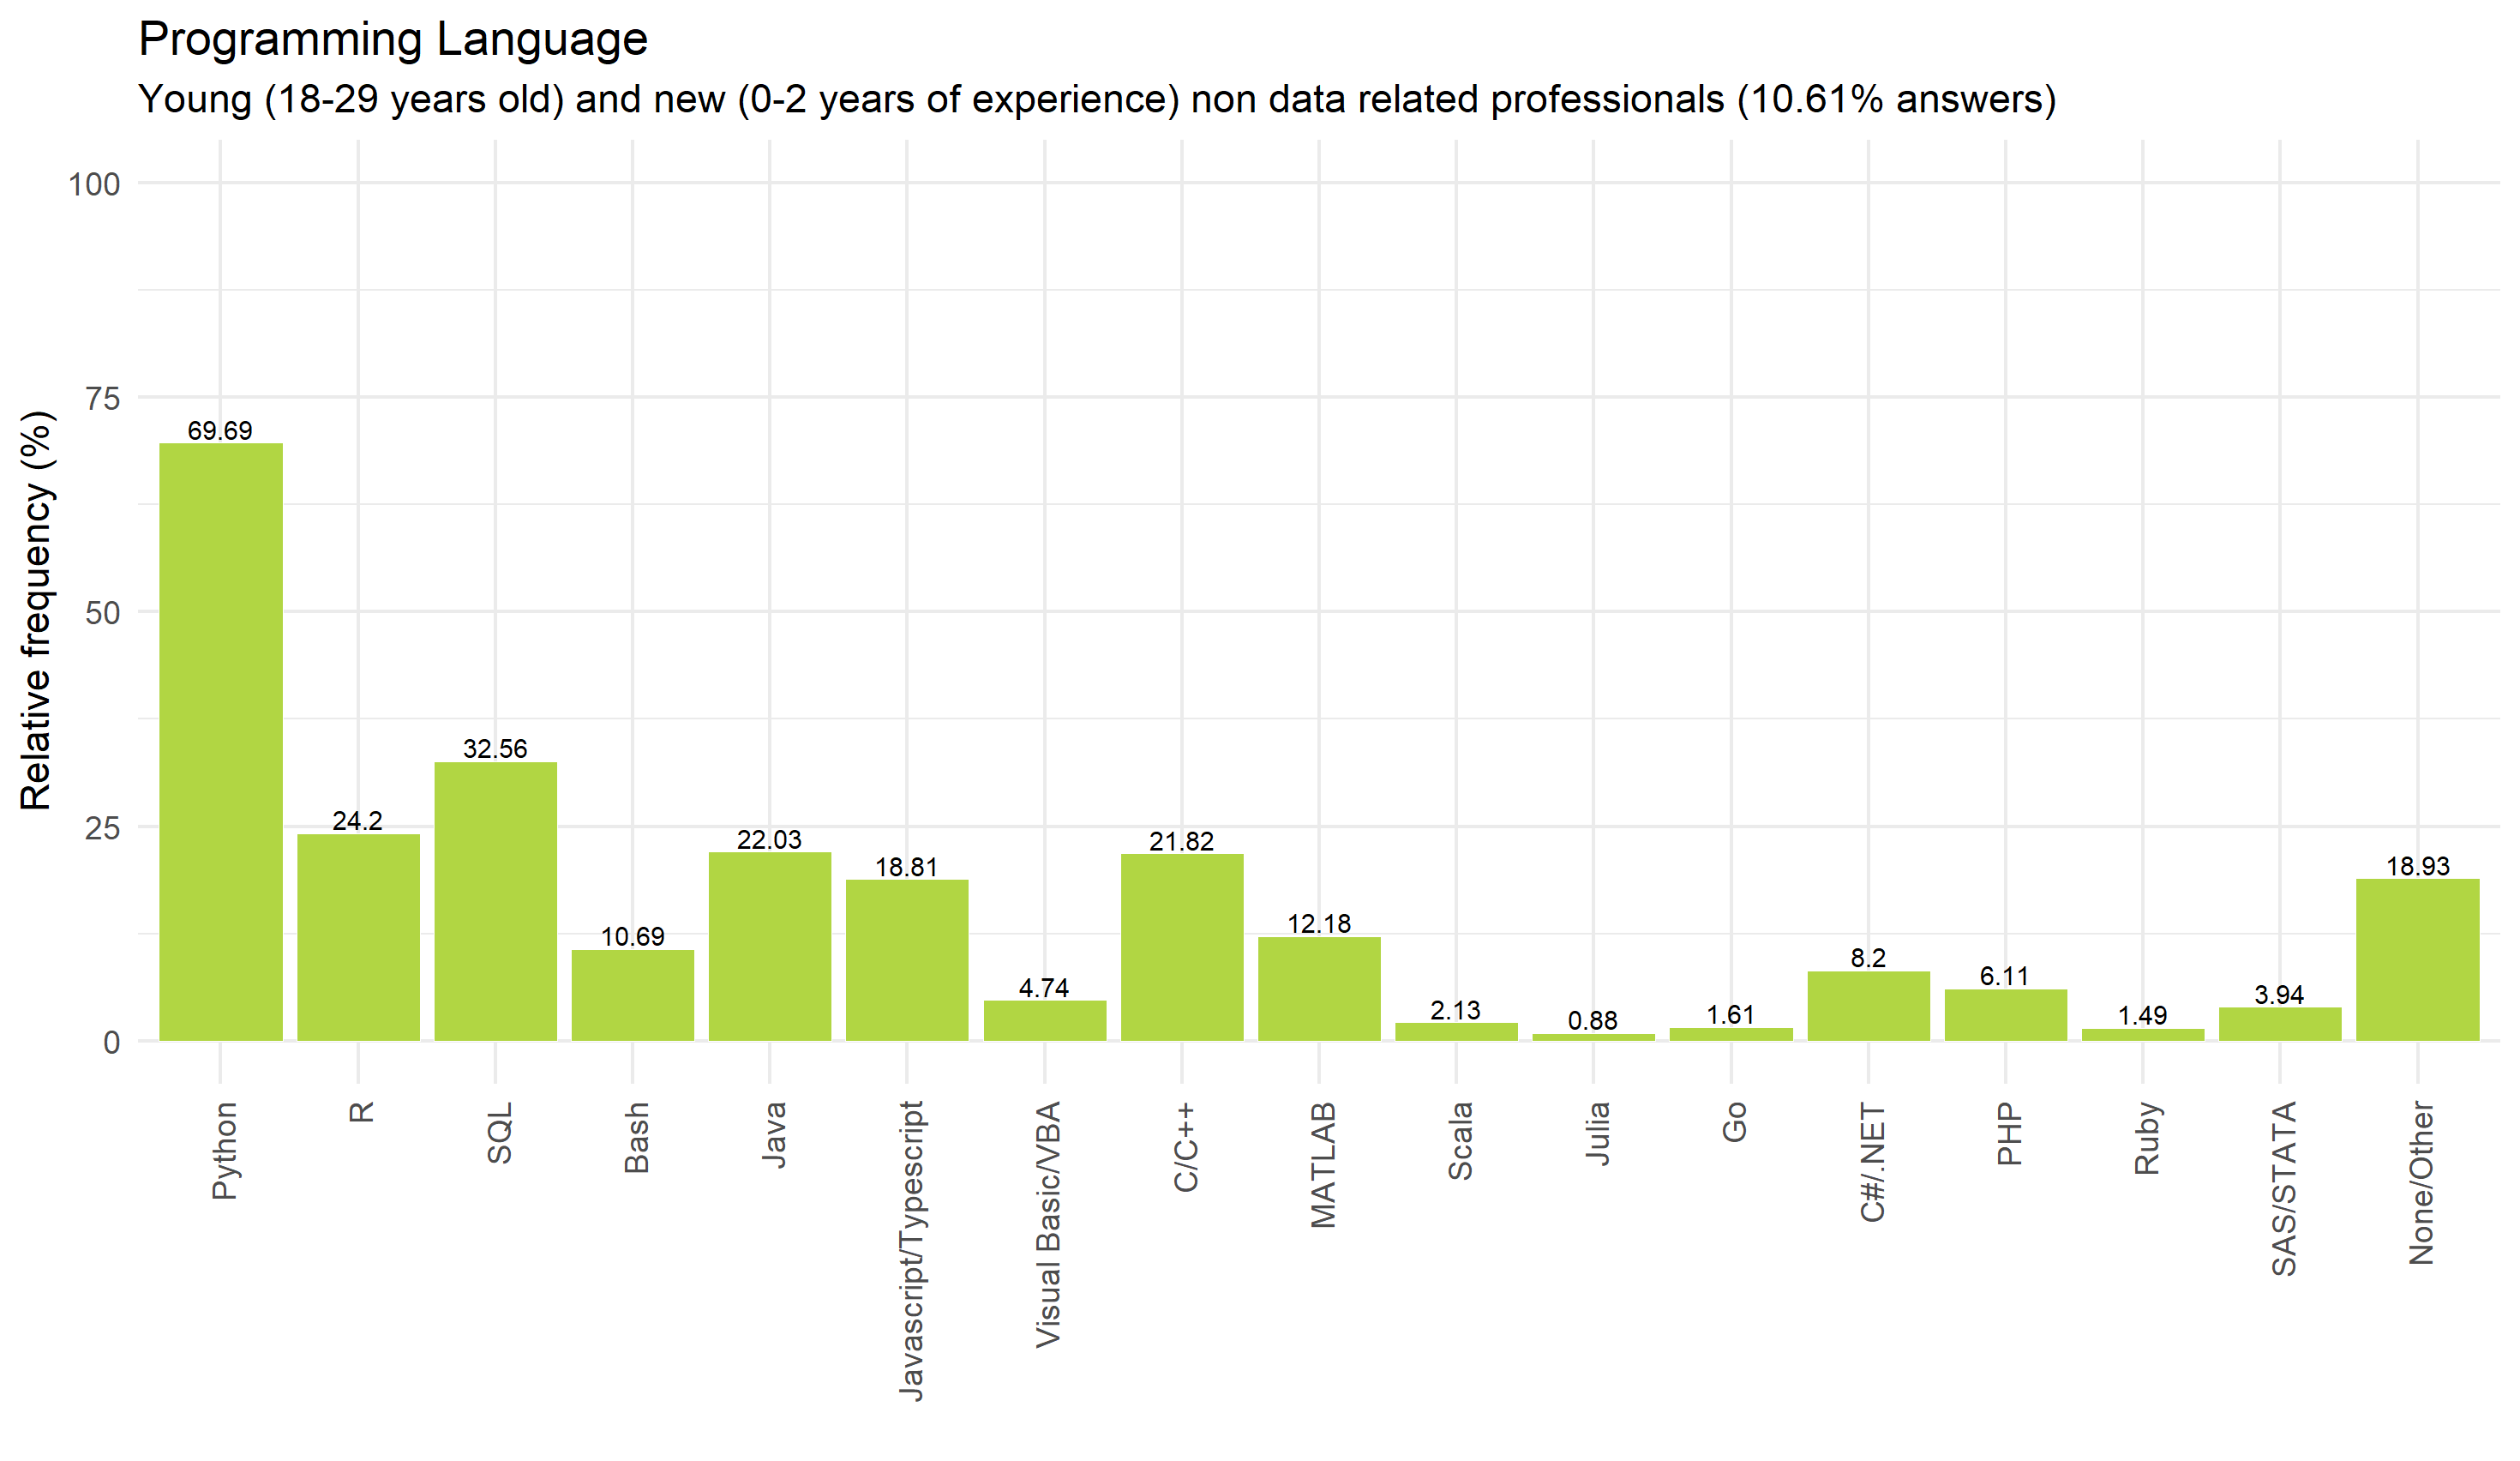 Programming Language
Young (18-29 years old) and new (0-2 years of experience) non data related professionals (10.61% answers)
Relative frequency (%)
100
75
50
25
0
69.69
24.2
32.56
10.69
22.03
18.81
4.74
21.82
12.18
2.13
0.88
1.61
8.2
6.11
1.49
3.94
18.93
Python
R
SQL
Bash
Java
Javascript/Typescript
Visual Basic/VBA
C/C++
MATLAB
Scala
Julia
Go
C#/.NET
PHP
Ruby
SAS/STATA
None/Other